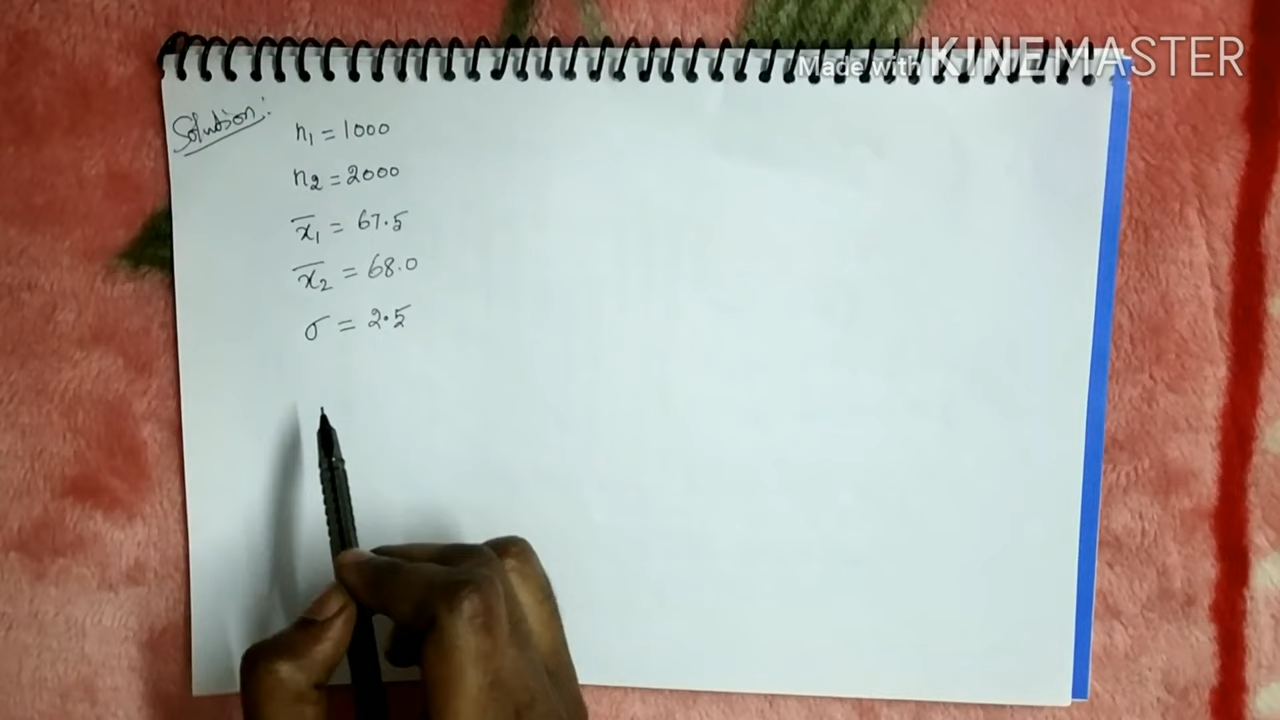 Made with KINEMASTER
Solution:
n₁ = 1000
n₂ = 2000
x̅₁ = 67.5
x̅₂ = 68.0
σ = 2.5